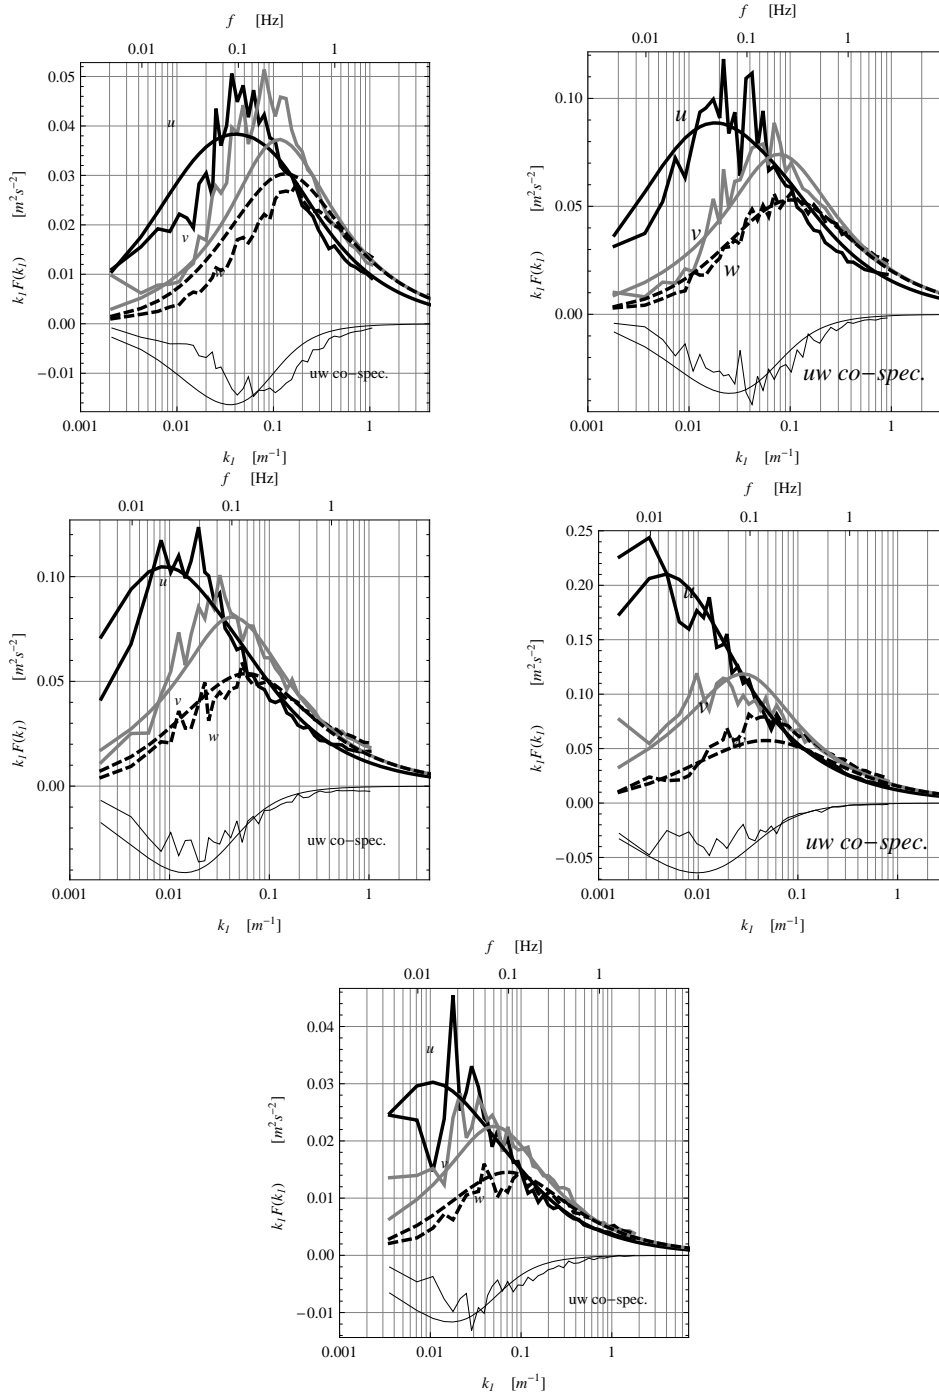 f [Hz]
0.01 0.1 1
0.05
0.04
0.03
0.02
0.01
0.00
−0.01
k1F(k1) [m²s⁻²]
u
v
w
uw co−spec.
0.001 0.01 0.1 1
k1 [m⁻¹]
f [Hz]
0.01 0.1 1
0.10
0.05
0.00
k1F(k1) [m²s⁻²]
u
v
w
uw co−spec.
0.001 0.01 0.1 1
k1 [m⁻¹]
f [Hz]
0.01 0.1 1
0.10
0.05
0.00
k1F(k1) [m²s⁻²]
u
v
w
uw co−spec.
0.001 0.01 0.1 1
k1 [m⁻¹]
f [Hz]
0.01 0.1 1
0.25
0.20
0.15
0.10
0.05
0.00
−0.05
k1F(k1) [m²s⁻²]
u
v
uw co−spec.
0.001 0.01 0.1 1
k1 [m⁻¹]
f [Hz]
0.01 0.1 1
0.04
0.03
0.02
0.01
0.00
−0.01
k1F(k1) [m²s⁻²]
u
v
w
uw co−spec.
0.001 0.01 0.1 1
k1 [m⁻¹]